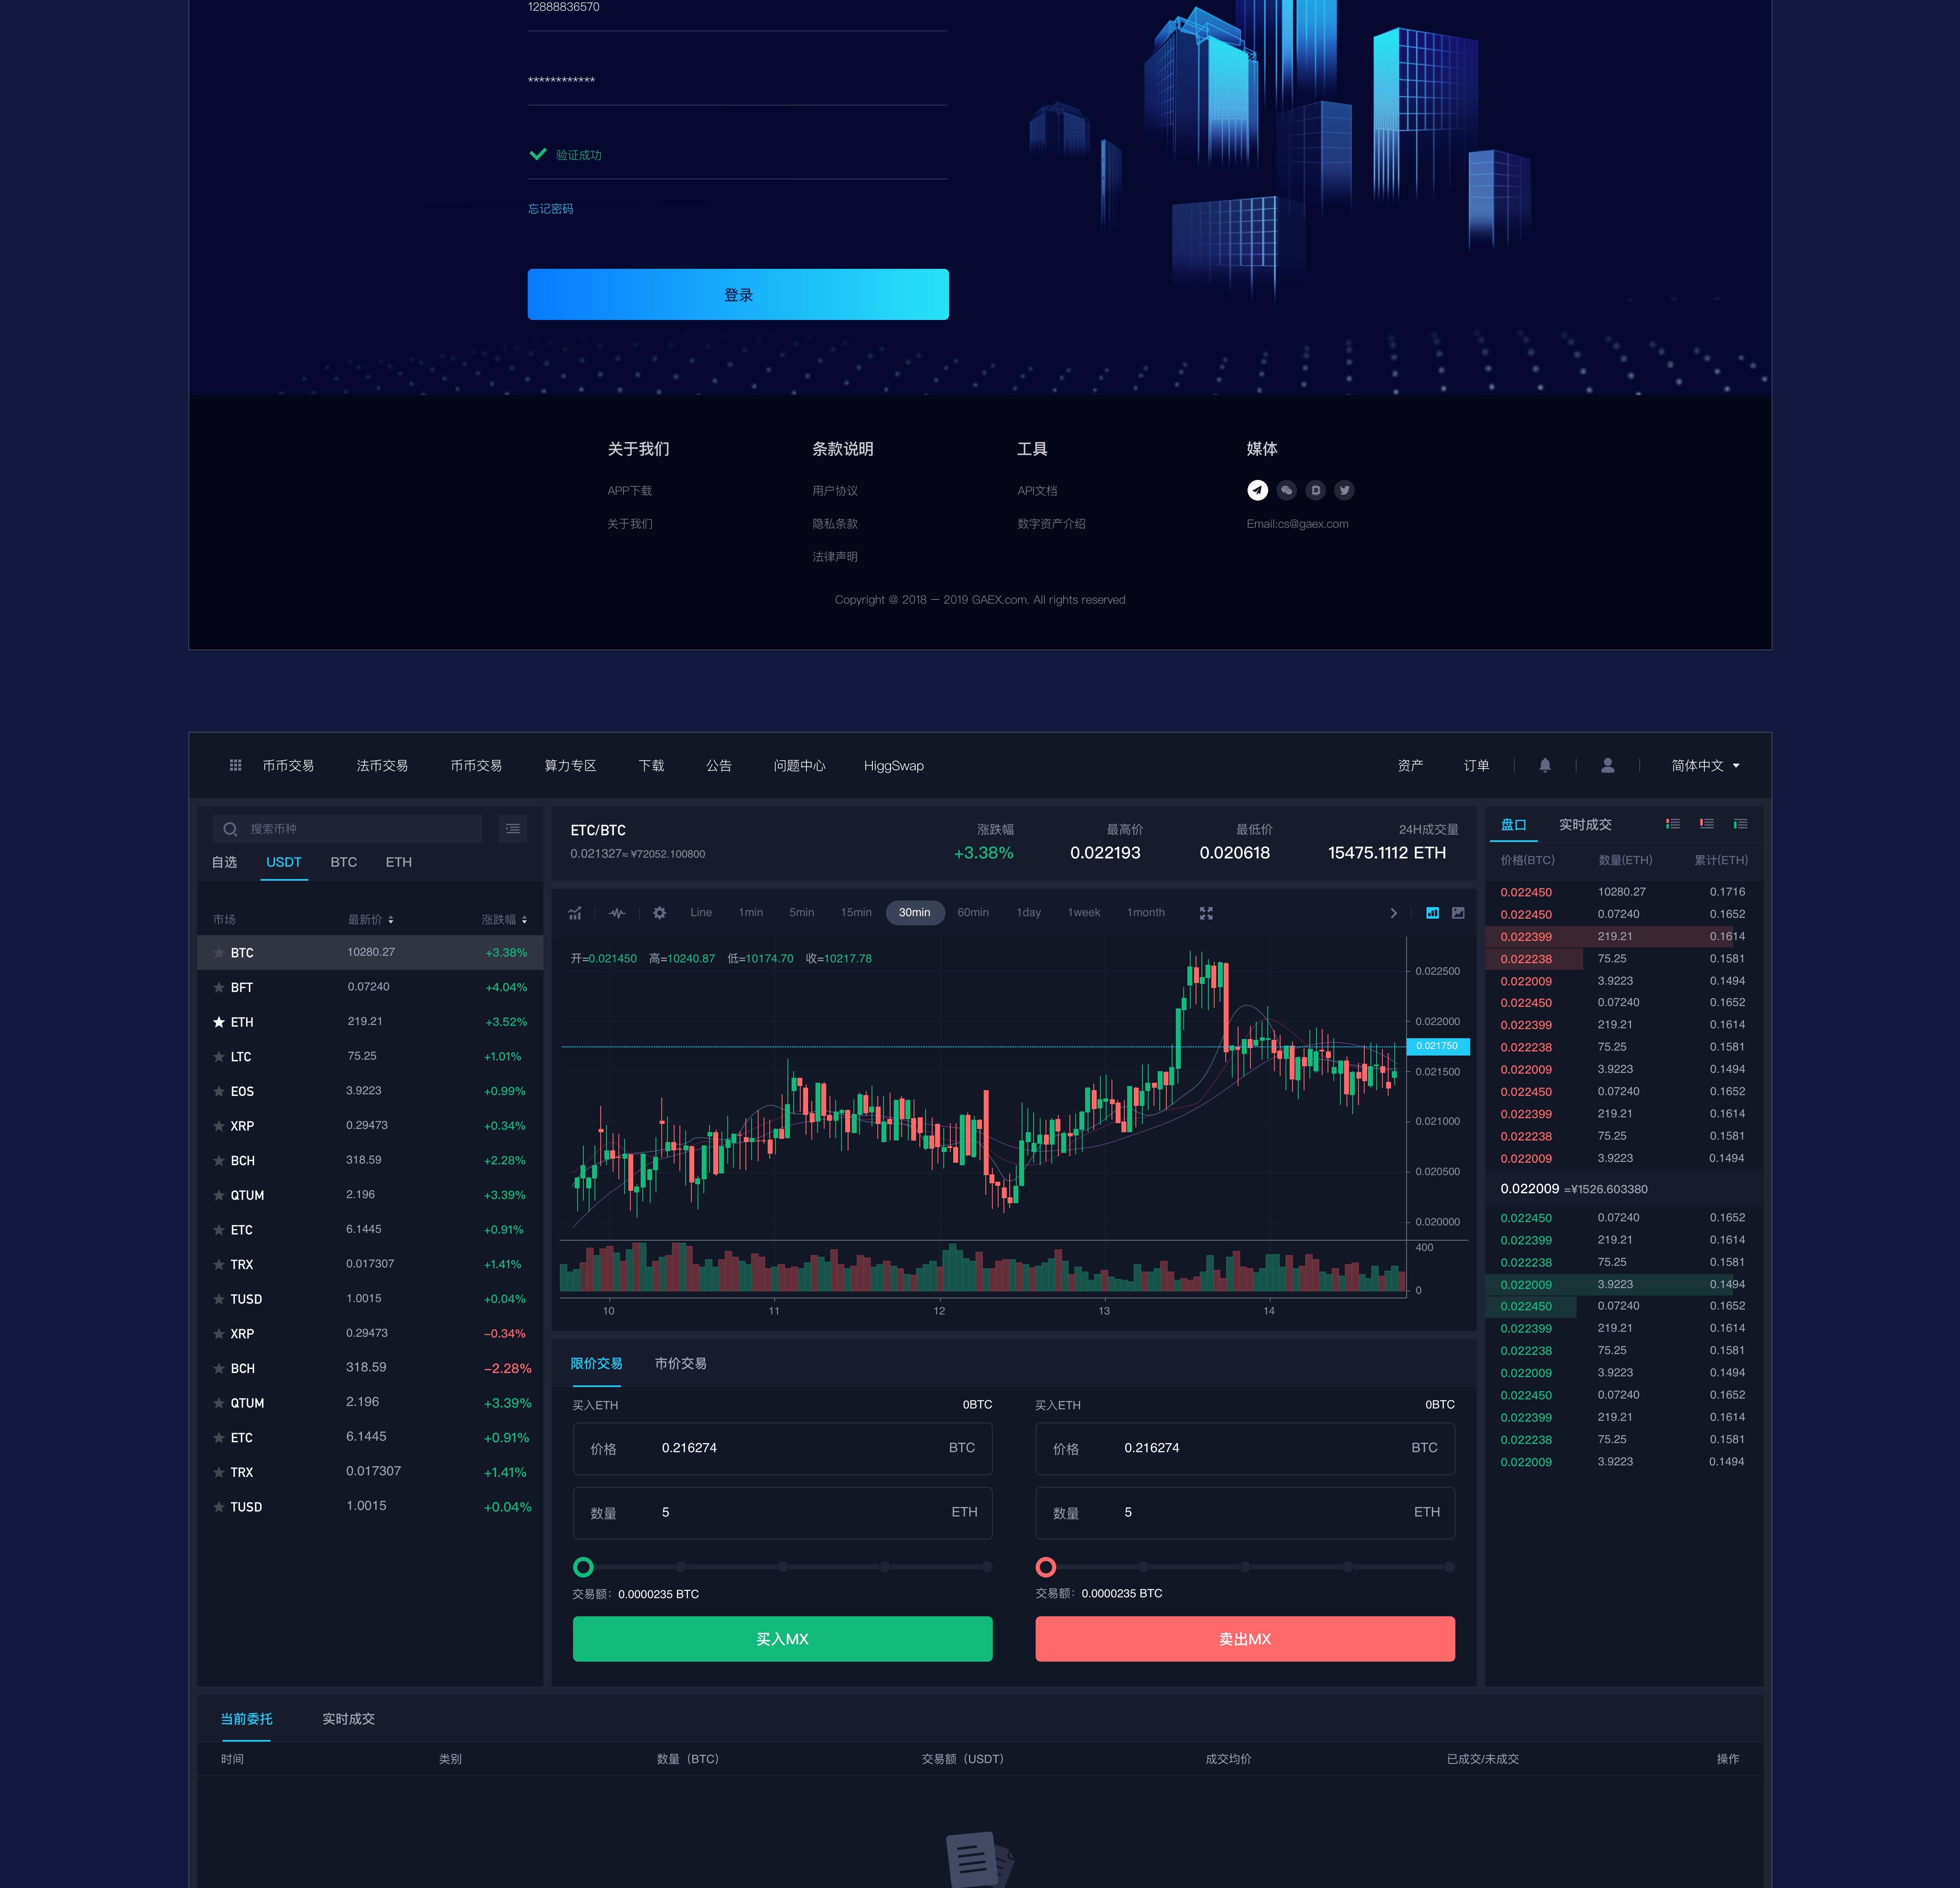 12888836570
************
验证成功
忘记密码
登录
关于我们 条款说明 工具 媒体
APP下载 用户协议 API文档
关于我们 隐私条款 数字资产介绍 Email:cs@gaex.com
法律声明
Copyright @ 2018 — 2019 GAEX.com. All rights reserved
币币交易 法币交易 币币交易 算力专区 下载 公告 问题中心 HiggSwap 资产 订单 简体中文
搜索币种
自选 USDT BTC ETH
市场 最新价 涨跌幅
BTC 10280.27 +3.38%
BFT 0.07240 +4.04%
ETH 219.21 +3.52%
LTC 75.25 +1.01%
EOS 3.9223 +0.99%
XRP 0.29473 +0.34%
BCH 318.59 +2.28%
QTUM 2.196 +3.39%
ETC 6.1445 +0.91%
TRX 0.017307 +1.41%
TUSD 1.0015 +0.04%
XRP 0.29473 −0.34%
BCH 318.59 −2.28%
QTUM 2.196 +3.39%
ETC 6.1445 +0.91%
TRX 0.017307 +1.41%
TUSD 1.0015 +0.04%
ETC/BTC 涨跌幅 最高价 最低价 24H成交量
0.021327≈ ¥72052.100800 +3.38% 0.022193 0.020618 15475.1112 ETH
Line 1min 5min 15min 30min 60min 1day 1week 1month
开=0.021450 高=10240.87 低=10174.70 收=10217.78
0.022500
0.022000
0.021750
0.021500
0.021000
0.020500
0.020000
400
0
10 11 12 13 14
限价交易 市价交易
买入ETH 0BTC 买入ETH 0BTC
价格 0.216274 BTC 价格 0.216274 BTC
数量 5 ETH 数量 5 ETH
交易额：0.0000235 BTC 交易额：0.0000235 BTC
买入MX 卖出MX
盘口 实时成交
价格(BTC) 数量(ETH) 累计(ETH)
0.022450 10280.27 0.1716
0.022450 0.07240 0.1652
0.022399 219.21 0.1614
0.022238 75.25 0.1581
0.022009 3.9223 0.1494
0.022450 0.07240 0.1652
0.022399 219.21 0.1614
0.022238 75.25 0.1581
0.022009 3.9223 0.1494
0.022450 0.07240 0.1652
0.022399 219.21 0.1614
0.022238 75.25 0.1581
0.022009 3.9223 0.1494
0.022009 =¥1526.603380
0.022450 0.07240 0.1652
0.022399 219.21 0.1614
0.022238 75.25 0.1581
0.022009 3.9223 0.1494
0.022450 0.07240 0.1652
0.022399 219.21 0.1614
0.022238 75.25 0.1581
0.022009 3.9223 0.1494
0.022450 0.07240 0.1652
0.022399 219.21 0.1614
0.022238 75.25 0.1581
0.022009 3.9223 0.1494
当前委托 实时成交
时间 类别 数量（BTC） 交易额（USDT） 成交均价 已成交/未成交 操作